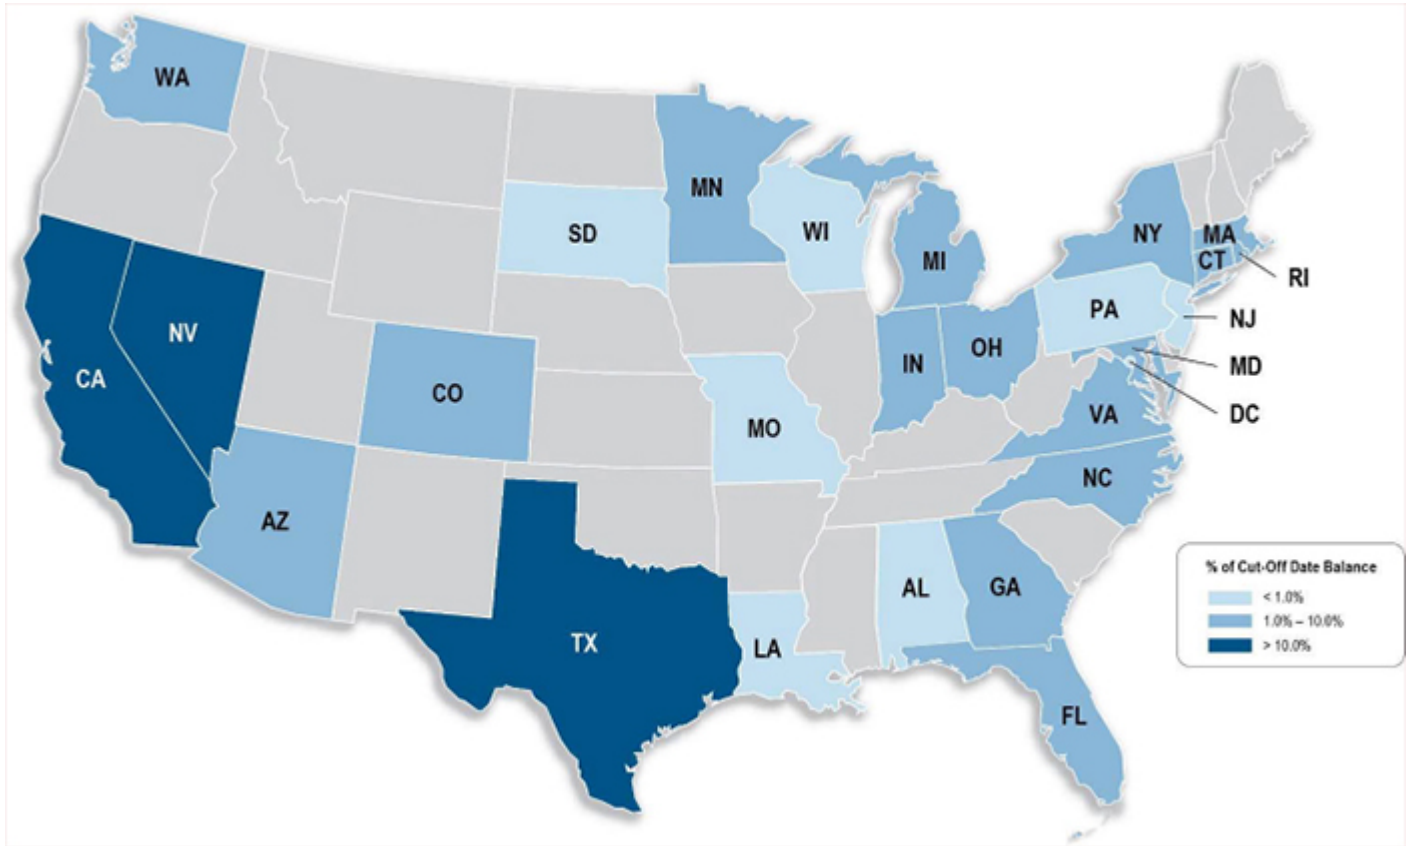 WA
MN
SD
WI
NY
MA
MI
CT
RI
PA
NJ
NV
OH
IN
MD
CA
CO
DC
VA
MO
NC
AZ
% of Cut-Off Date Balance
< 1.0%
1.0% – 10.0%
> 10.0%
AL
GA
TX
LA
FL